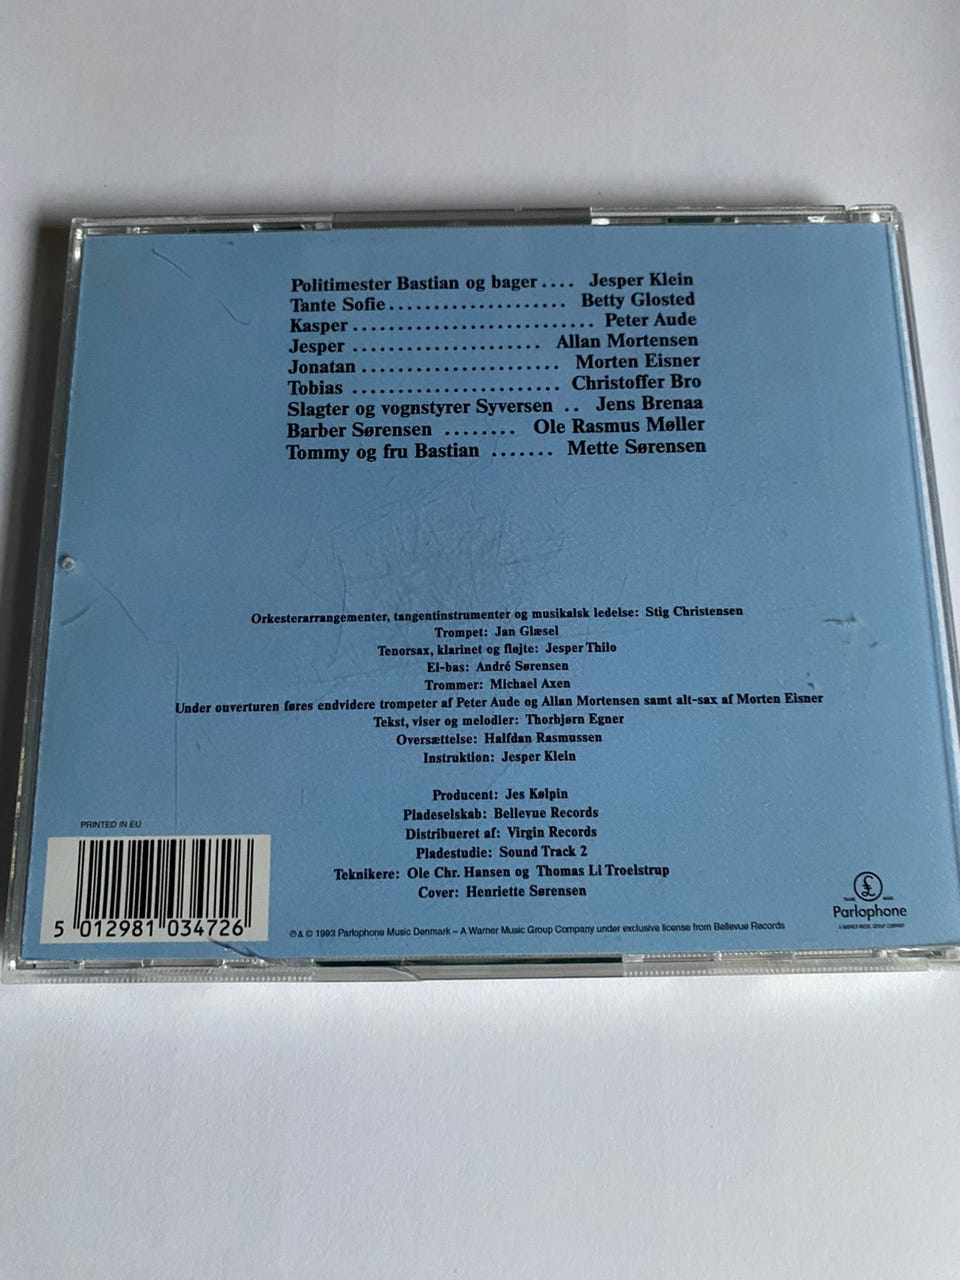 Politimester Bastian og bager .... Jesper Klein
Tante Sofie ................... Betty Glosted
Kasper .......................... Peter Aude
Jesper ..................... Allan Mortensen
Jonatan ...................... Morten Eisner
Tobias ....................... Christoffer Bro
Slagter og vognstyrer Syversen .. Jens Brenaa
Barber Sørensen ........ Ole Rasmus Møller
Tommy og fru Bastian ....... Mette Sørensen
Orkesterarrangementer, tangentinstrumenter og musikalsk ledelse: Stig Christensen
Trompet: Jan Glæsel
Tenorsax, klarinet og fløjte: Jesper Thilo
El-bas: André Sørensen
Trommer: Michael Axen
Under ouverturen føres endvidere trompeter af Peter Aude og Allan Mortensen samt alt-sax af Morten Eisner
Tekst, viser og melodier: Thorbjørn Egner
Oversættelse: Halfdan Rasmussen
Instruktion: Jesper Klein
Producent: Jes Kølpin
Pladeselskab: Bellevue Records
Distribueret af: Virgin Records
Pladestudie: Sound Track 2
Teknikere: Ole Chr. Hansen og Thomas Li Troelstrup
Cover: Henriette Sørensen
PRINTED IN EU
5 012981 034726
℗ & © 1993 Parlophone Music Denmark – A Warner Music Group Company under exclusive license from Bellevue Records
£
TRADE MARK
Parlophone
A WARNER MUSIC GROUP COMPANY